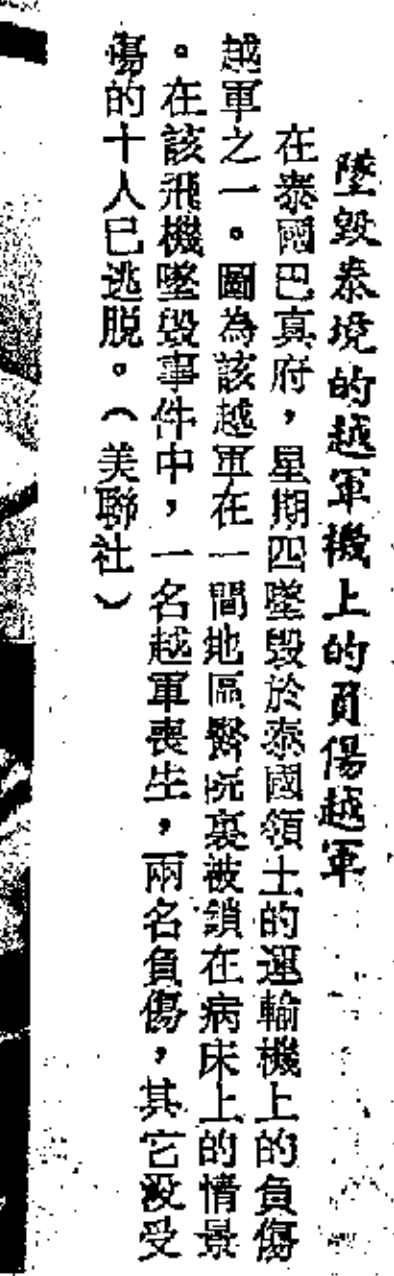 墜毀泰境的越軍機上的負傷越軍
在泰國巴真府，星期四墜毀於泰國領士的運輸機上的負傷
越軍之一。圖為該越軍在一間地區醫院裏被鎖在病床上的情景
。在該飛機墜毀事件中，一名越軍喪生，兩名負傷，其它沒受
傷的十人已逃脱。（美聯社）